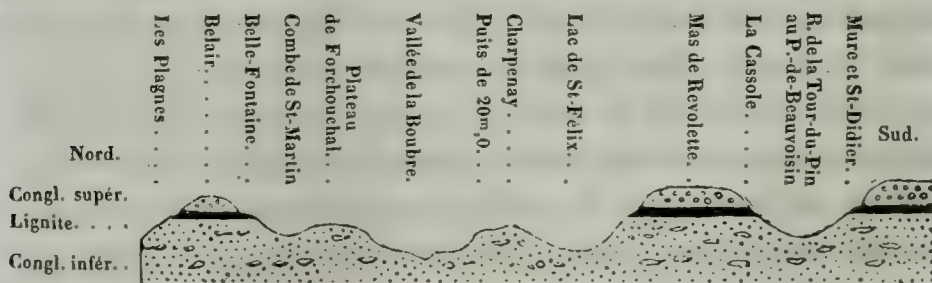 Les Plagnes . . .
Belair. . . . . .
Belle-Fontaine. .
Combe de St-Martin
Plateau
de Forchouchal. .
Vallée de la Boubre.
Puits de 20m,0. . .
Charpenay . . . .
Lac de St-Félix. . .
Mas de Revolette.
La Cassole . . . .
R. de la Tour-du-Pin
au P.-de-Beauvoisin
Mure et St-Didier. .
Nord.
Sud.
Congl. supér.
Lignite. . . .
Congl. infér. .